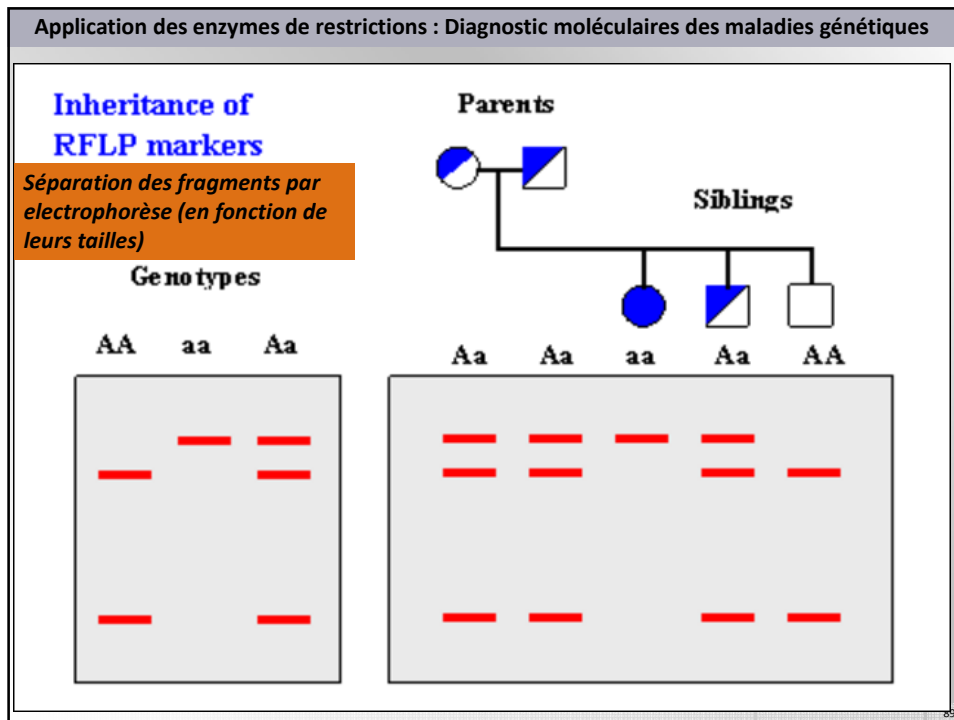 Application des enzymes de restrictions : Diagnostic moléculaires des maladies génétiques
Inheritance of
RFLP markers
Séparation des fragments par
electrophorèse (en fonction de
leurs tailles)
Genotypes
AA aa Aa
Parents
Siblings
Aa Aa aa Aa AA
89